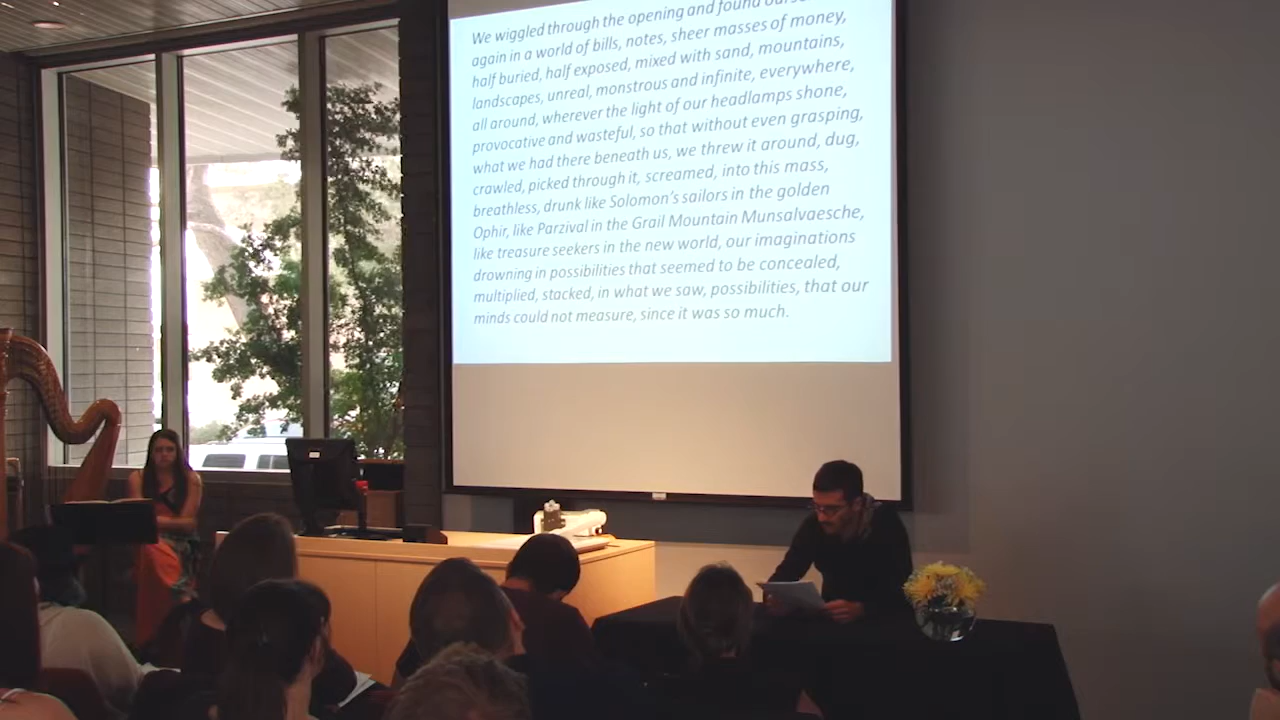 We wiggled through the opening and found
again in a world of bills, notes, sheer masses of money,
half buried, half exposed, mixed with sand, mountains,
landscapes, unreal, monstrous and infinite, everywhere,
all around, wherever the light of our headlamps shone,
provocative and wasteful, so that without even grasping,
what we had there beneath us, we threw it around, dug,
crawled, picked through it, screamed, into this mass,
breathless, drunk like Solomon's sailors in the golden
Ophir, like Parzival in the Grail Mountain Munsalvaesche,
like treasure seekers in the new world, our imaginations
drowning in possibilities that seemed to be concealed,
multiplied, stacked, in what we saw, possibilities, that our
minds could not measure, since it was so much.